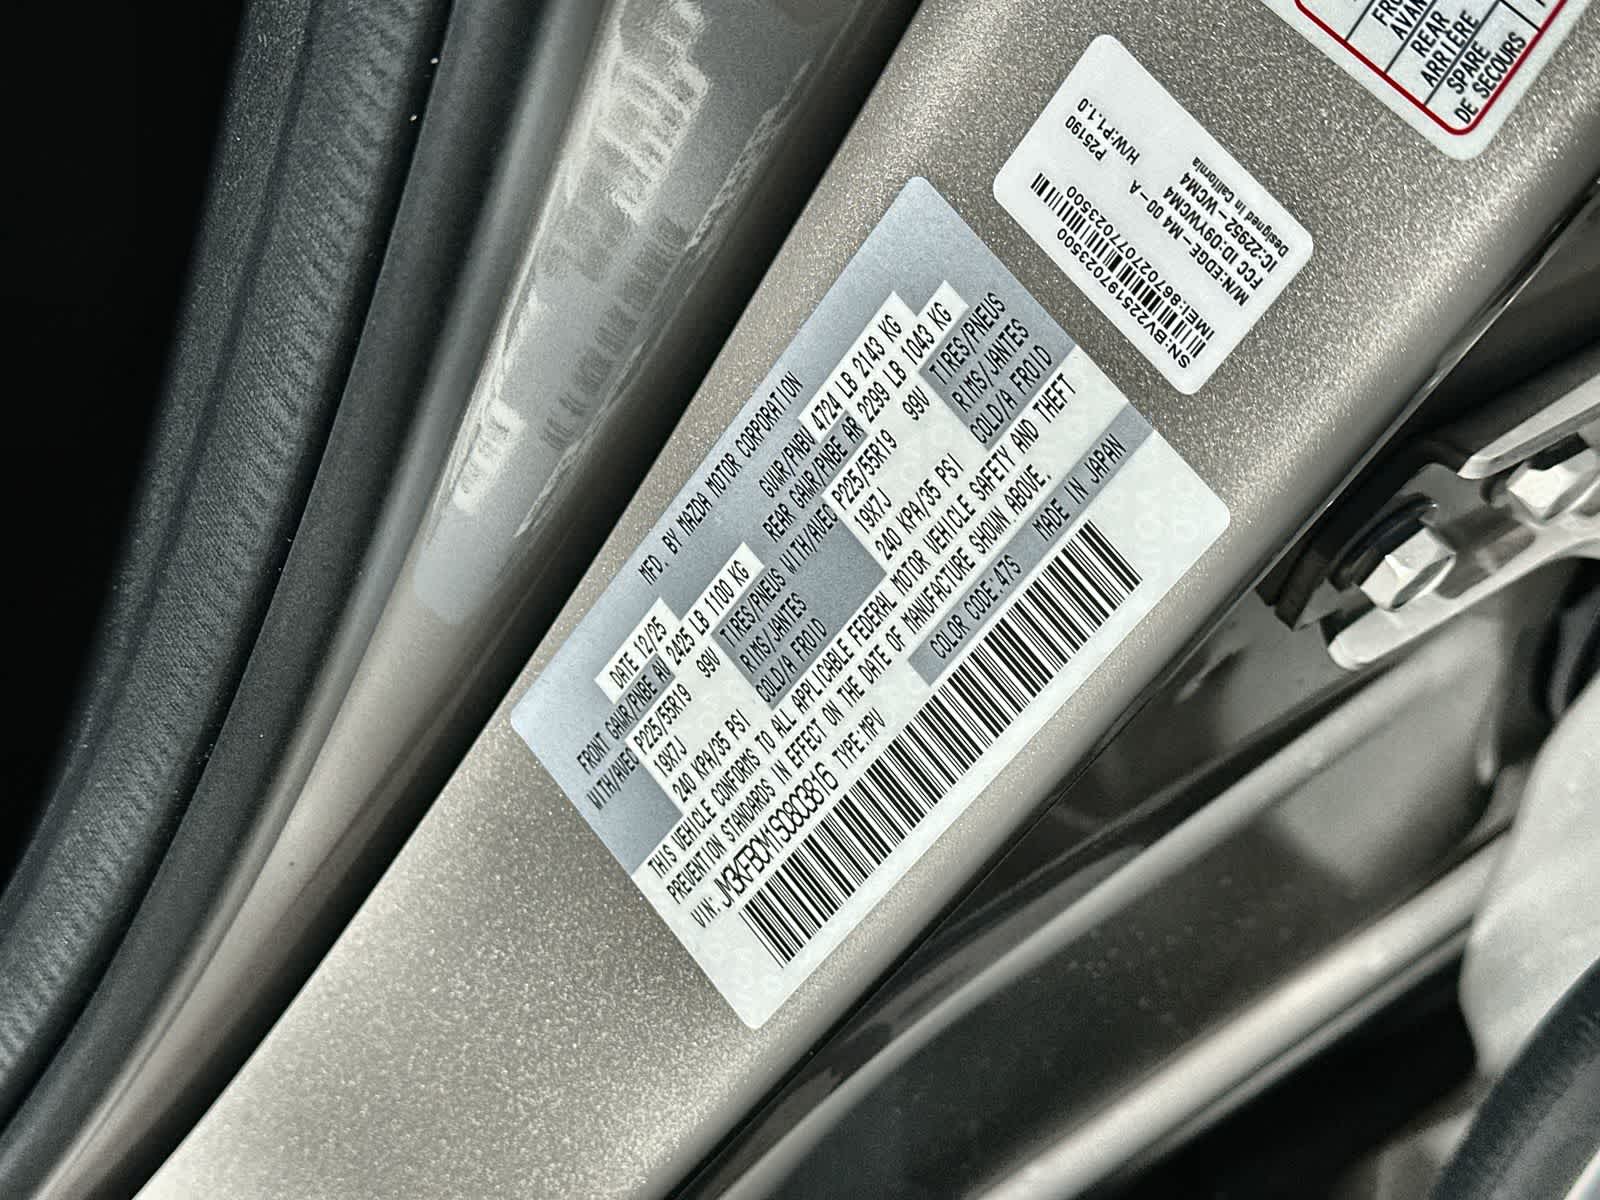 MFD. BY MAZDA MOTOR CORPORATION
DATE 12/25
GVWR/PNBV 4724 LB 2143 KG
FRONT GAWR/PNBE AV 2425 LB 1100 KG
REAR GAWR/PNBE AR 2299 LB 1043 KG
WITH/AVEC P225/55R19 99V TIRES/PNEUS
19X7J RIMS/JANTES
240 KPA/35 PSI COLD/A FROID
WITH/AVEC P225/55R19 99V TIRES/PNEUS
19X7J RIMS/JANTES
240 KPA/35 PSI COLD/A FROID
THIS VEHICLE CONFORMS TO ALL APPLICABLE FEDERAL MOTOR VEHICLE SAFETY AND THEFT
PREVENTION STANDARDS IN EFFECT ON THE DATE OF MANUFACTURE SHOWN ABOVE.
VIN: JM3KFBCM1S0803816 TYPE:MPV
COLOR CODE:47S MADE IN JAPAN
SN:BV225197023500
IMEI:867027077023500
M/N:EDGE-M4 00-A
FCC ID:O9YWCM4
IC:22952-WCM4
Designed in California
P25190
H/W:P1.1.0
REAR
ARRIÈRE
SPARE
DE SECOURS